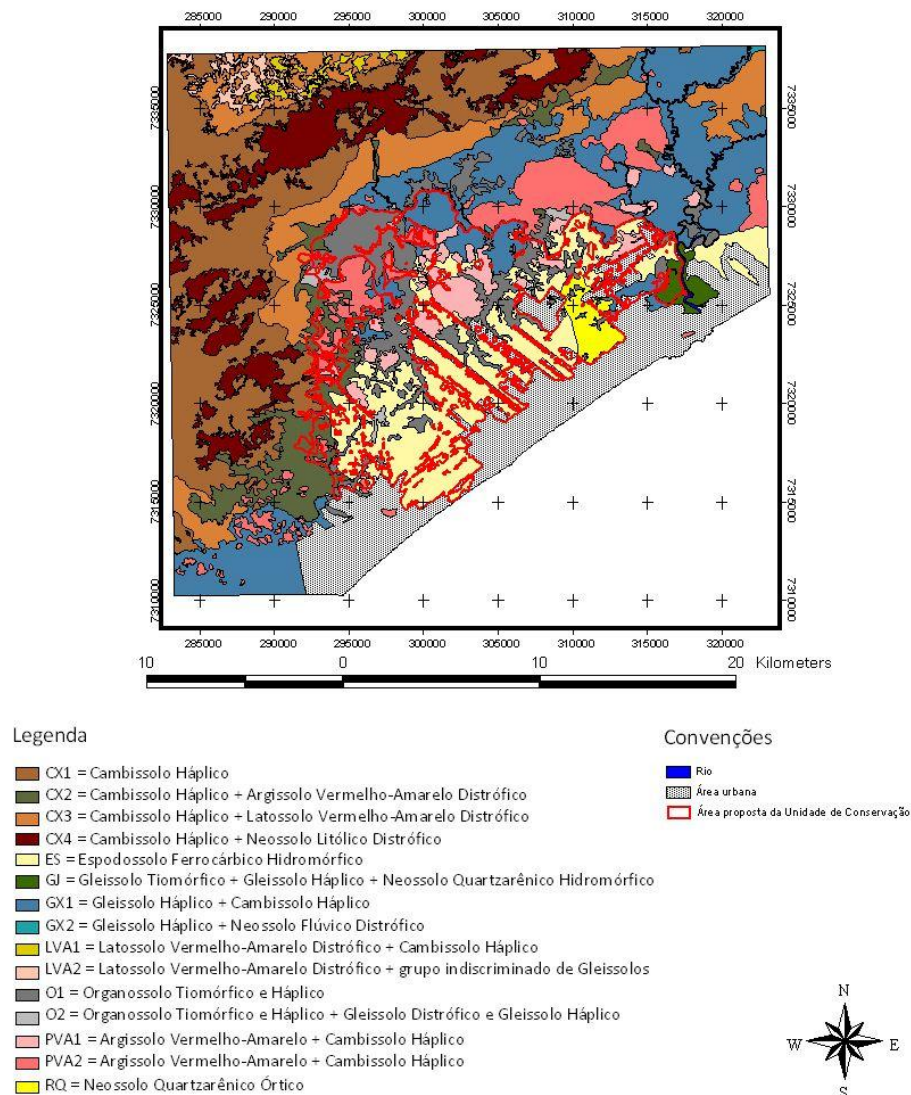 285000 290000 295000 300000 305000 310000 315000 320000
7335000 7335000
7330000 7330000
7325000 7325000
7320000 7320000
7315000 7315000
7310000 7310000
285000 290000 295000 300000 305000 310000 315000 320000
10 0 10 20 Kilometers
Legenda
CX1 = Cambissolo Háplico
CX2 = Cambissolo Háplico + Argissolo Vermelho-Amarelo Distrófico
CX3 = Cambissolo Háplico + Latossolo Vermelho-Amarelo Distrófico
CX4 = Cambissolo Háplico + Neossolo Litólico Distrófico
ES = Espodossolo Ferrocárbico Hidromórfico
GJ = Gleissolo Tiomórfico + Gleissolo Háplico + Neossolo Quartzarênico Hidromórfico
GX1 = Gleissolo Háplico + Cambissolo Háplico
GX2 = Gleissolo Háplico + Neossolo Flúvico Distrófico
LVA1 = Latossolo Vermelho-Amarelo Distrófico + Cambissolo Háplico
LVA2 = Latossolo Vermelho-Amarelo Distrófico + grupo indiscriminado de Gleissolos
O1 = Organossolo Tiomórfico e Háplico
O2 = Organossolo Tiomórfico e Háplico + Gleissolo Distrófico e Gleissolo Háplico
PVA1 = Argissolo Vermelho-Amarelo + Cambissolo Háplico
PVA2 = Argissolo Vermelho-Amarelo + Cambissolo Háplico
RQ = Neossolo Quartzarênico Órtico
Convenções
Rio
Área urbana
Área proposta da Unidade de Conservação
N
W E
S